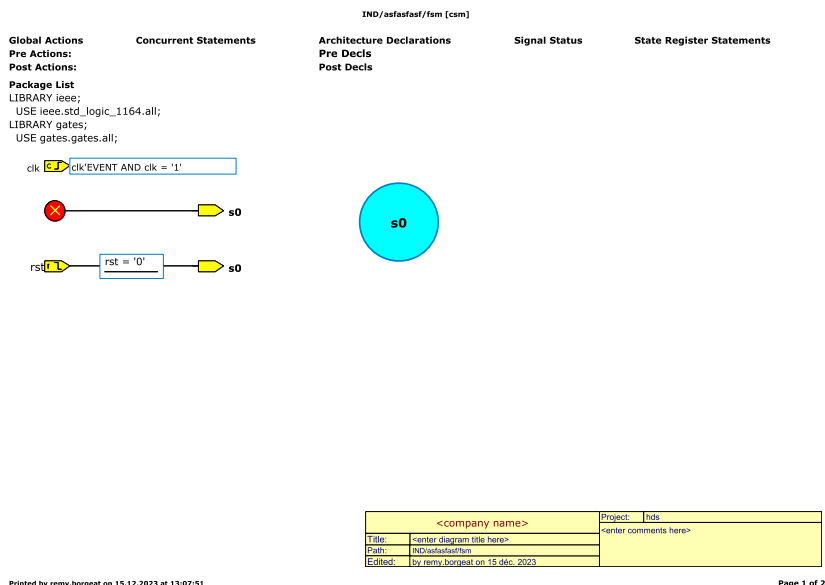 IND/asfasfasf/fsm [csm]
Global Actions Concurrent Statements Architecture Declarations Signal Status State Register Statements
Pre Actions: Pre Decls
Post Actions: Post Decls
Package List
LIBRARY ieee;
USE ieee.std_logic_1164.all;
LIBRARY gates;
USE gates.gates.all;
clk C clk'EVENT AND clk = '1'
s0
s0
rst r rst = '0' s0
<company name>
Project: hds
<enter comments here>
Title: <enter diagram title here>
Path: IND/asfasfasf/fsm
Edited: by remy.borgeat on 15 déc. 2023
Printed by remy.borgeat on 15.12.2023 at 13:07:51 Page 1 of 2